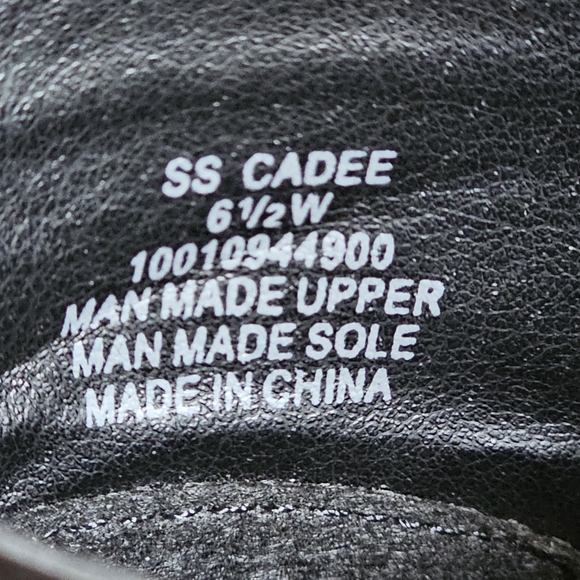 SS CADEE
6 1/2 W
10010944900
MAN MADE UPPER
MAN MADE SOLE
MADE IN CHINA